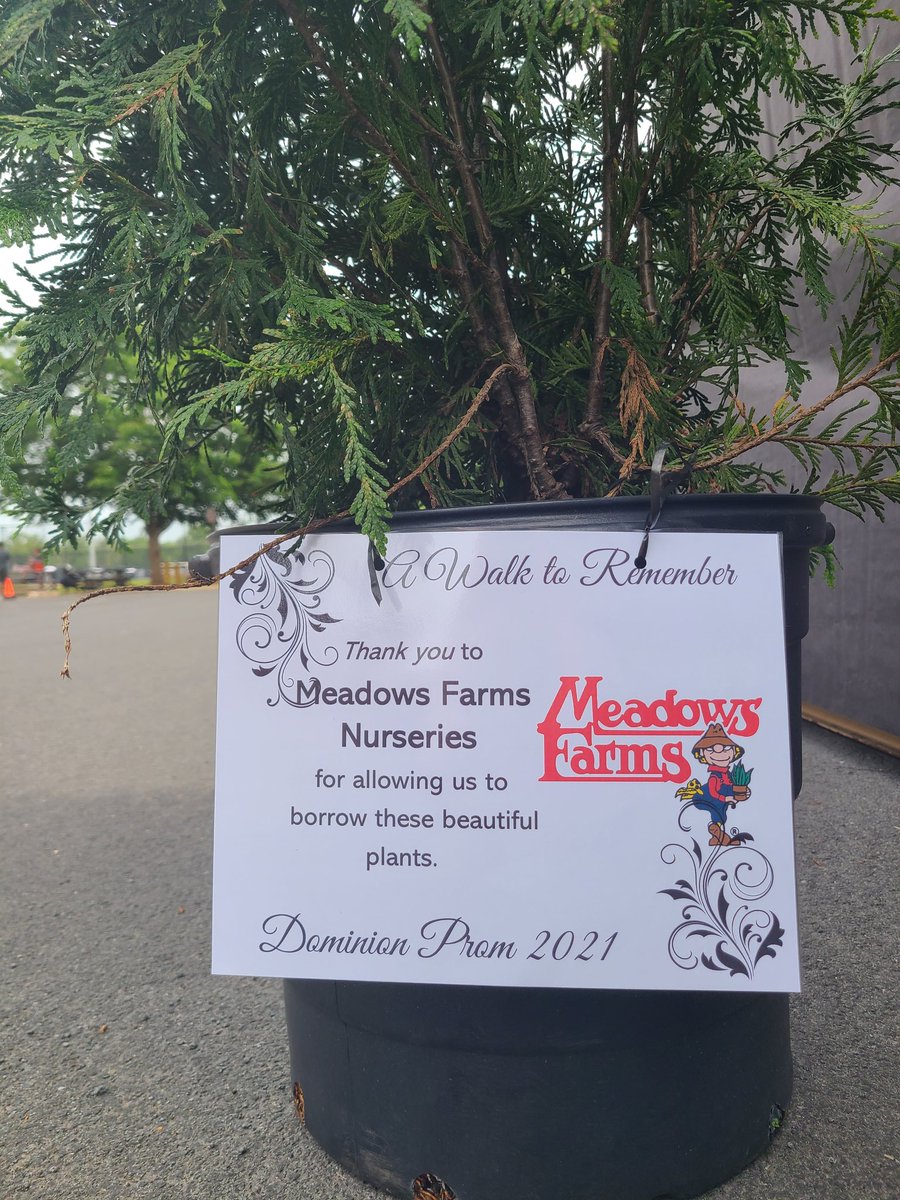 A Walk to Remember
Thank you to
Meadows Farms
Nurseries
for allowing us to
borrow these beautiful
plants.
Meadows
Farms
®
Dominion Prom 2021